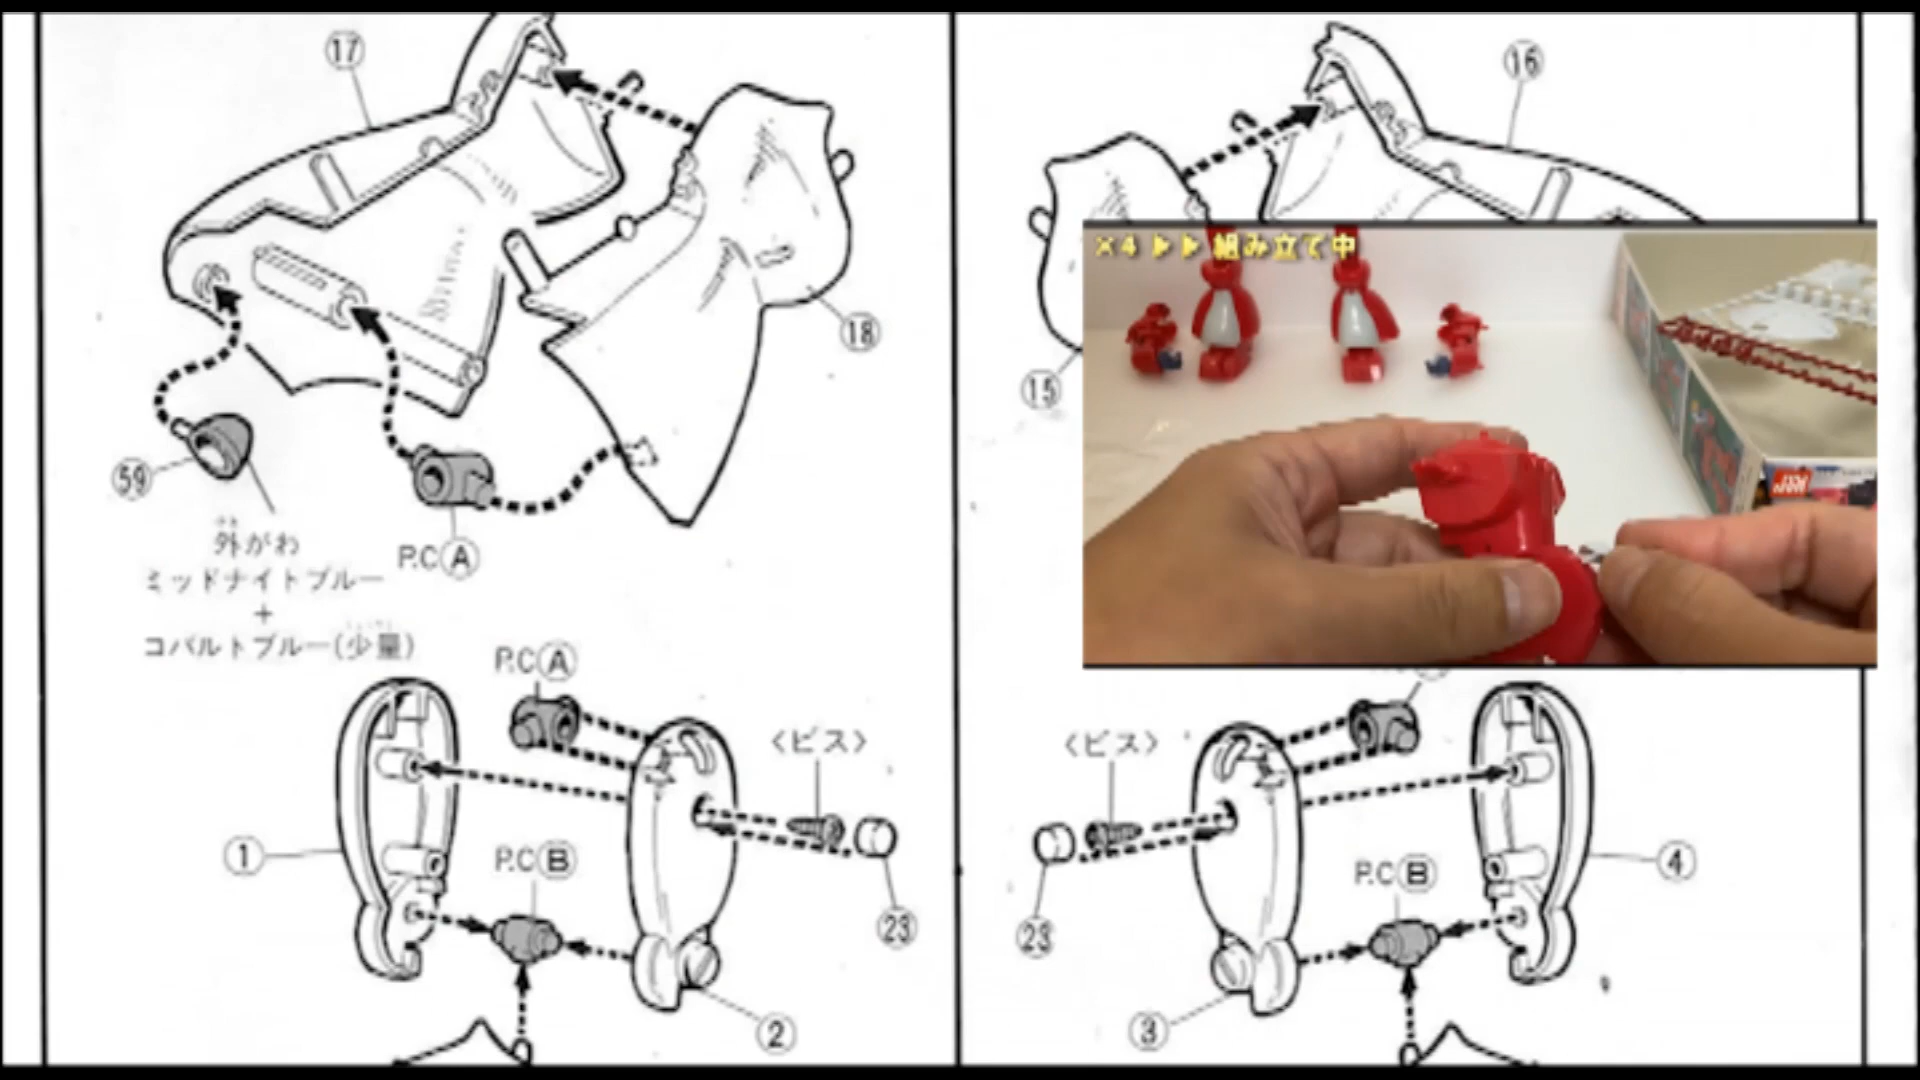 17
16
18
15
×4 ▶▶ 組み立て中
59
P.C A
外がわ
ミッドナイトブルー
+
コバルトブルー(少量)
P.C A
〈ビス〉
〈ビス〉
1
P.C B
P.C B
4
23
23
2
3